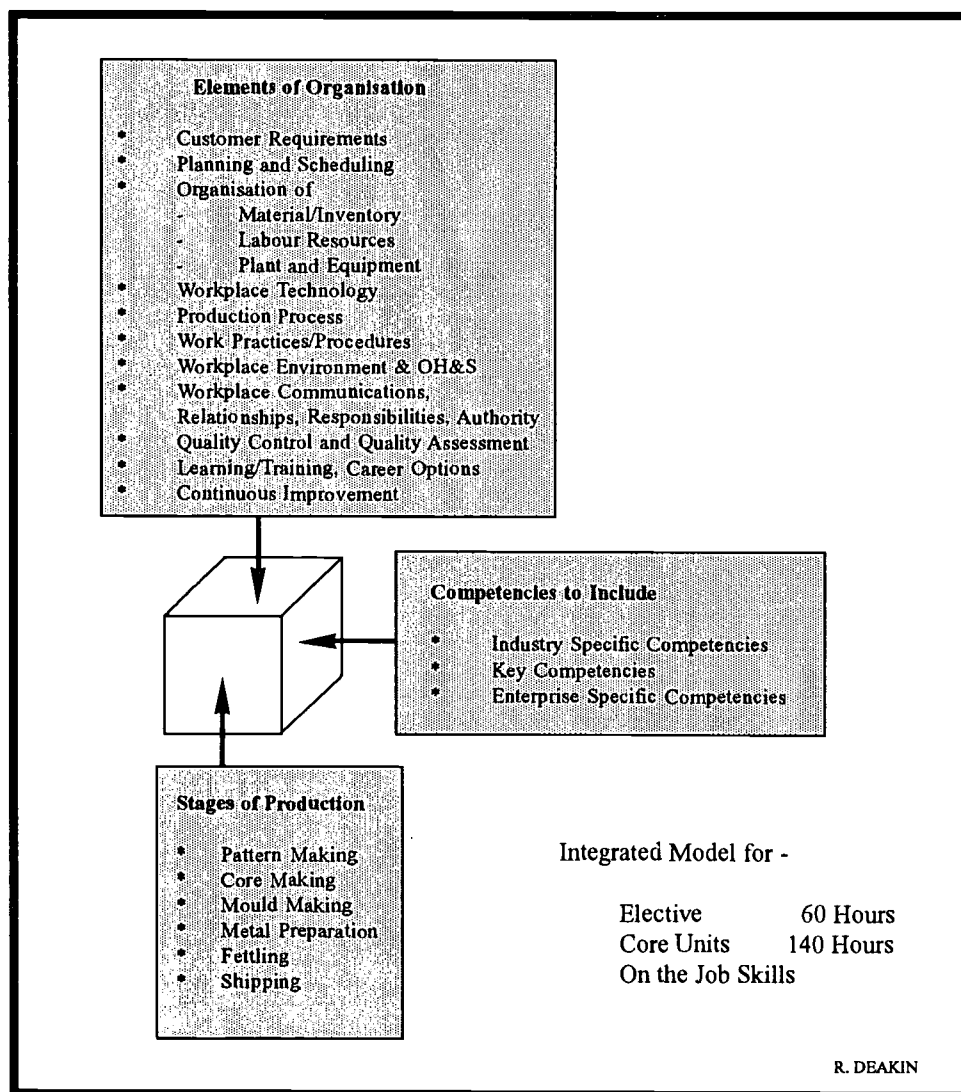 Elements of Organisation
* Customer Requirements
* Planning and Scheduling
* Organisation of
- Material/Inventory
- Labour Resources
- Plant and Equipment
* Workplace Technology
* Production Process
* Work Practices/Procedures
* Workplace Environment & OH&S
* Workplace Communications,
Relationships, Responsibilities, Authority
* Quality Control and Quality Assessment
* Learning/Training, Career Options
* Continuous Improvement
Competencies to Include
* Industry Specific Competencies
* Key Competencies
* Enterprise Specific Competencies
Stages of Production
* Pattern Making
* Core Making
* Mould Making
* Metal Preparation
* Fettling
* Shipping
Integrated Model for -
Elective 60 Hours
Core Units 140 Hours
On the Job Skills
R. DEAKIN